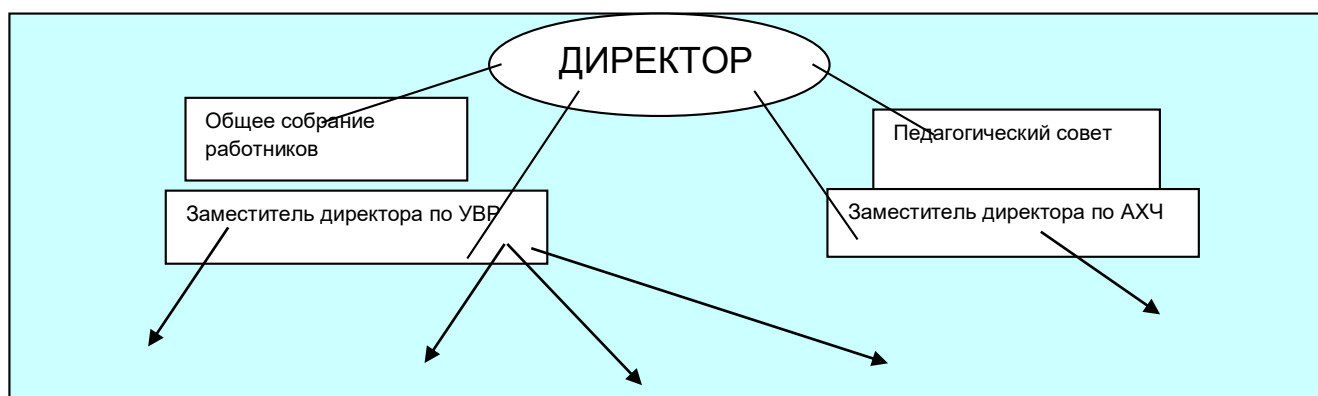 ДИРЕКТОР
Общее собрание
работников
Педагогический совет
Заместитель директора по УВР
Заместитель директора по АХЧ